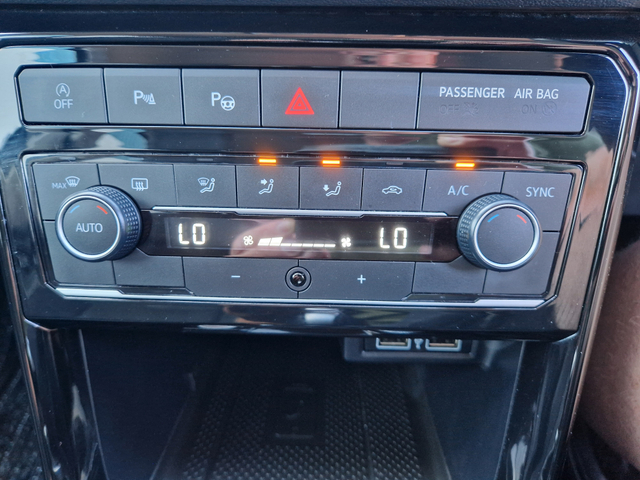 A
OFF
P
P
PASSENGER AIR BAG
MAX
AUTO
A/C
SYNC
LO
LO
- +